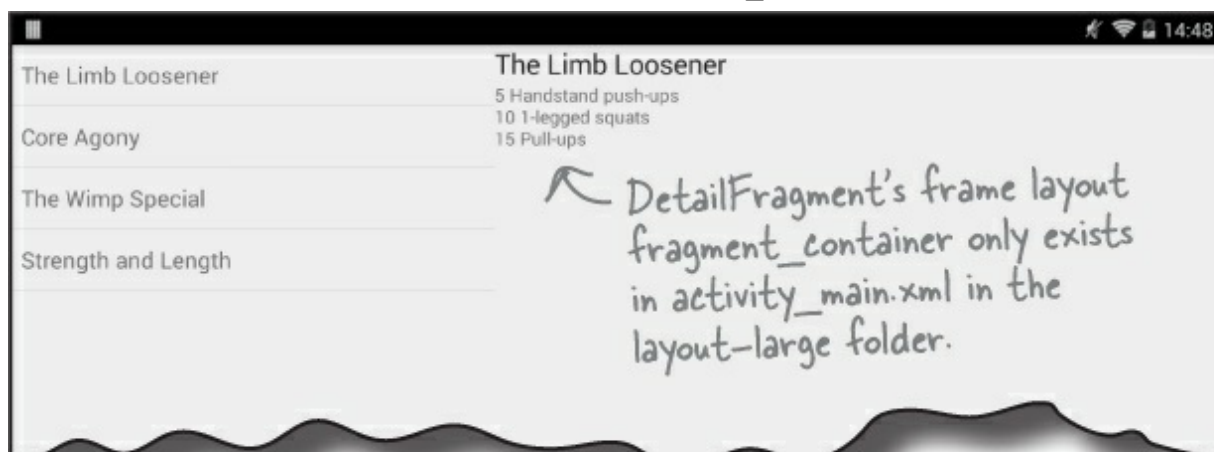 14:48
The Limb Loosener
Core Agony
The Wimp Special
Strength and Length
The Limb Loosener
5 Handstand push-ups
10 1-legged squats
15 Pull-ups
DetailFragment's frame layout
fragment_container only exists
in activity_main.xml in the
layout-large folder.